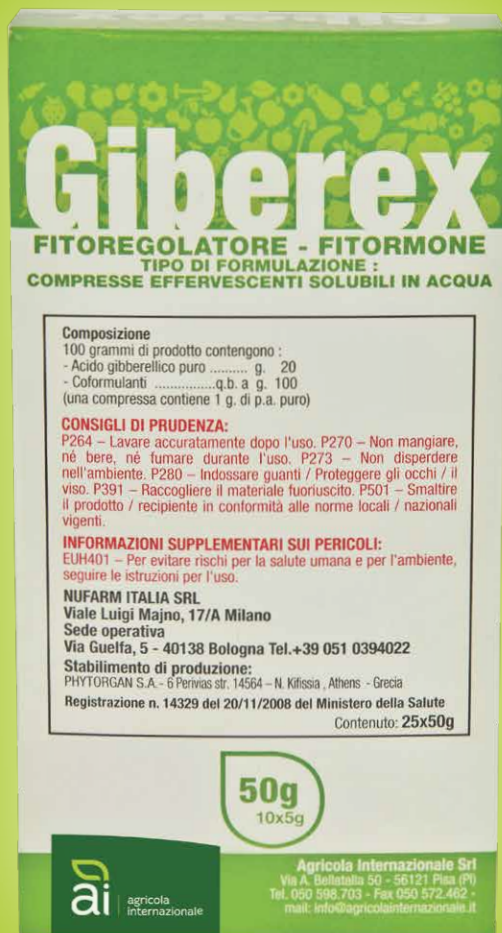 Giberex
FITOREGOLATORE - FITORMONE
TIPO DI FORMULAZIONE :
COMPRESSE EFFERVESCENTI SOLUBILI IN ACQUA
Composizione
100 grammi di prodotto contengono :
- Acido gibberellico puro .......... g. 20
- Coformulanti ................q.b. a g. 100
(una compressa contiene 1 g. di p.a. puro)
CONSIGLI DI PRUDENZA:
P264 – Lavare accuratamente dopo l'uso. P270 – Non mangiare,
né bere, né fumare durante l'uso. P273 – Non disperdere
nell'ambiente. P280 – Indossare guanti / Proteggere gli occhi / il
viso. P391 – Raccogliere il materiale fuoriuscito. P501 – Smaltire
il prodotto / recipiente in conformità alle norme locali / nazionali
vigenti.
INFORMAZIONI SUPPLEMENTARI SUI PERICOLI:
EUH401 – Per evitare rischi per la salute umana e per l'ambiente,
seguire le istruzioni per l'uso.
NUFARM ITALIA SRL
Viale Luigi Majno, 17/A Milano
Sede operativa
Via Guelfa, 5 - 40138 Bologna Tel.+39 051 0394022
Stabilimento di produzione:
PHYTORGAN S.A.- 6 Perivias str. 14564 – N. Kifissia , Athens - Grecia
Registrazione n. 14329 del 20/11/2008 del Ministero della Salute
Contenuto: 25x50g
50g
10x5g
ai agricola
internazionale
Agricola Internazionale Srl
Via A. Bellatalla 50 - 56121 Pisa (PI)
Tel. 050 598.703 - Fax 050 572.462 -
mail: info@agricolainternazionale.it